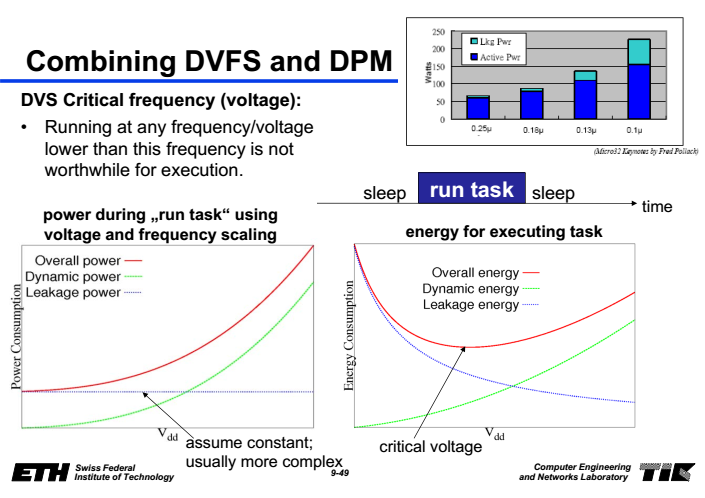 Combining DVFS and DPM
250
200
150
100
50
0
Watts
Lkg Pwr
Active Pwr
0.25µ
0.18µ
0.13µ
0.1µ
(Micro32 Keynotes by Fred Pollack)
DVS Critical frequency (voltage):
• Running at any frequency/voltage
lower than this frequency is not
worthwhile for execution.
sleep
run task
sleep
time
power during „run task“ using
voltage and frequency scaling
Overall power
Dynamic power
Leakage power
Power Consumption
Vdd
assume constant;
usually more complex
energy for executing task
Overall energy
Dynamic energy
Leakage energy
Energy Consumption
Vdd
critical voltage
ETH
Swiss Federal
Institute of Technology
9-49
Computer Engineering
and Networks Laboratory
TIK